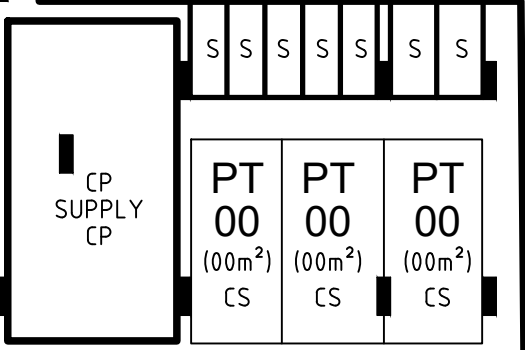 S S S S S S S
CP
SUPPLY
CP
PT
00
(00m²)
CS
PT
00
(00m²)
CS
PT
00
(00m²)
CS